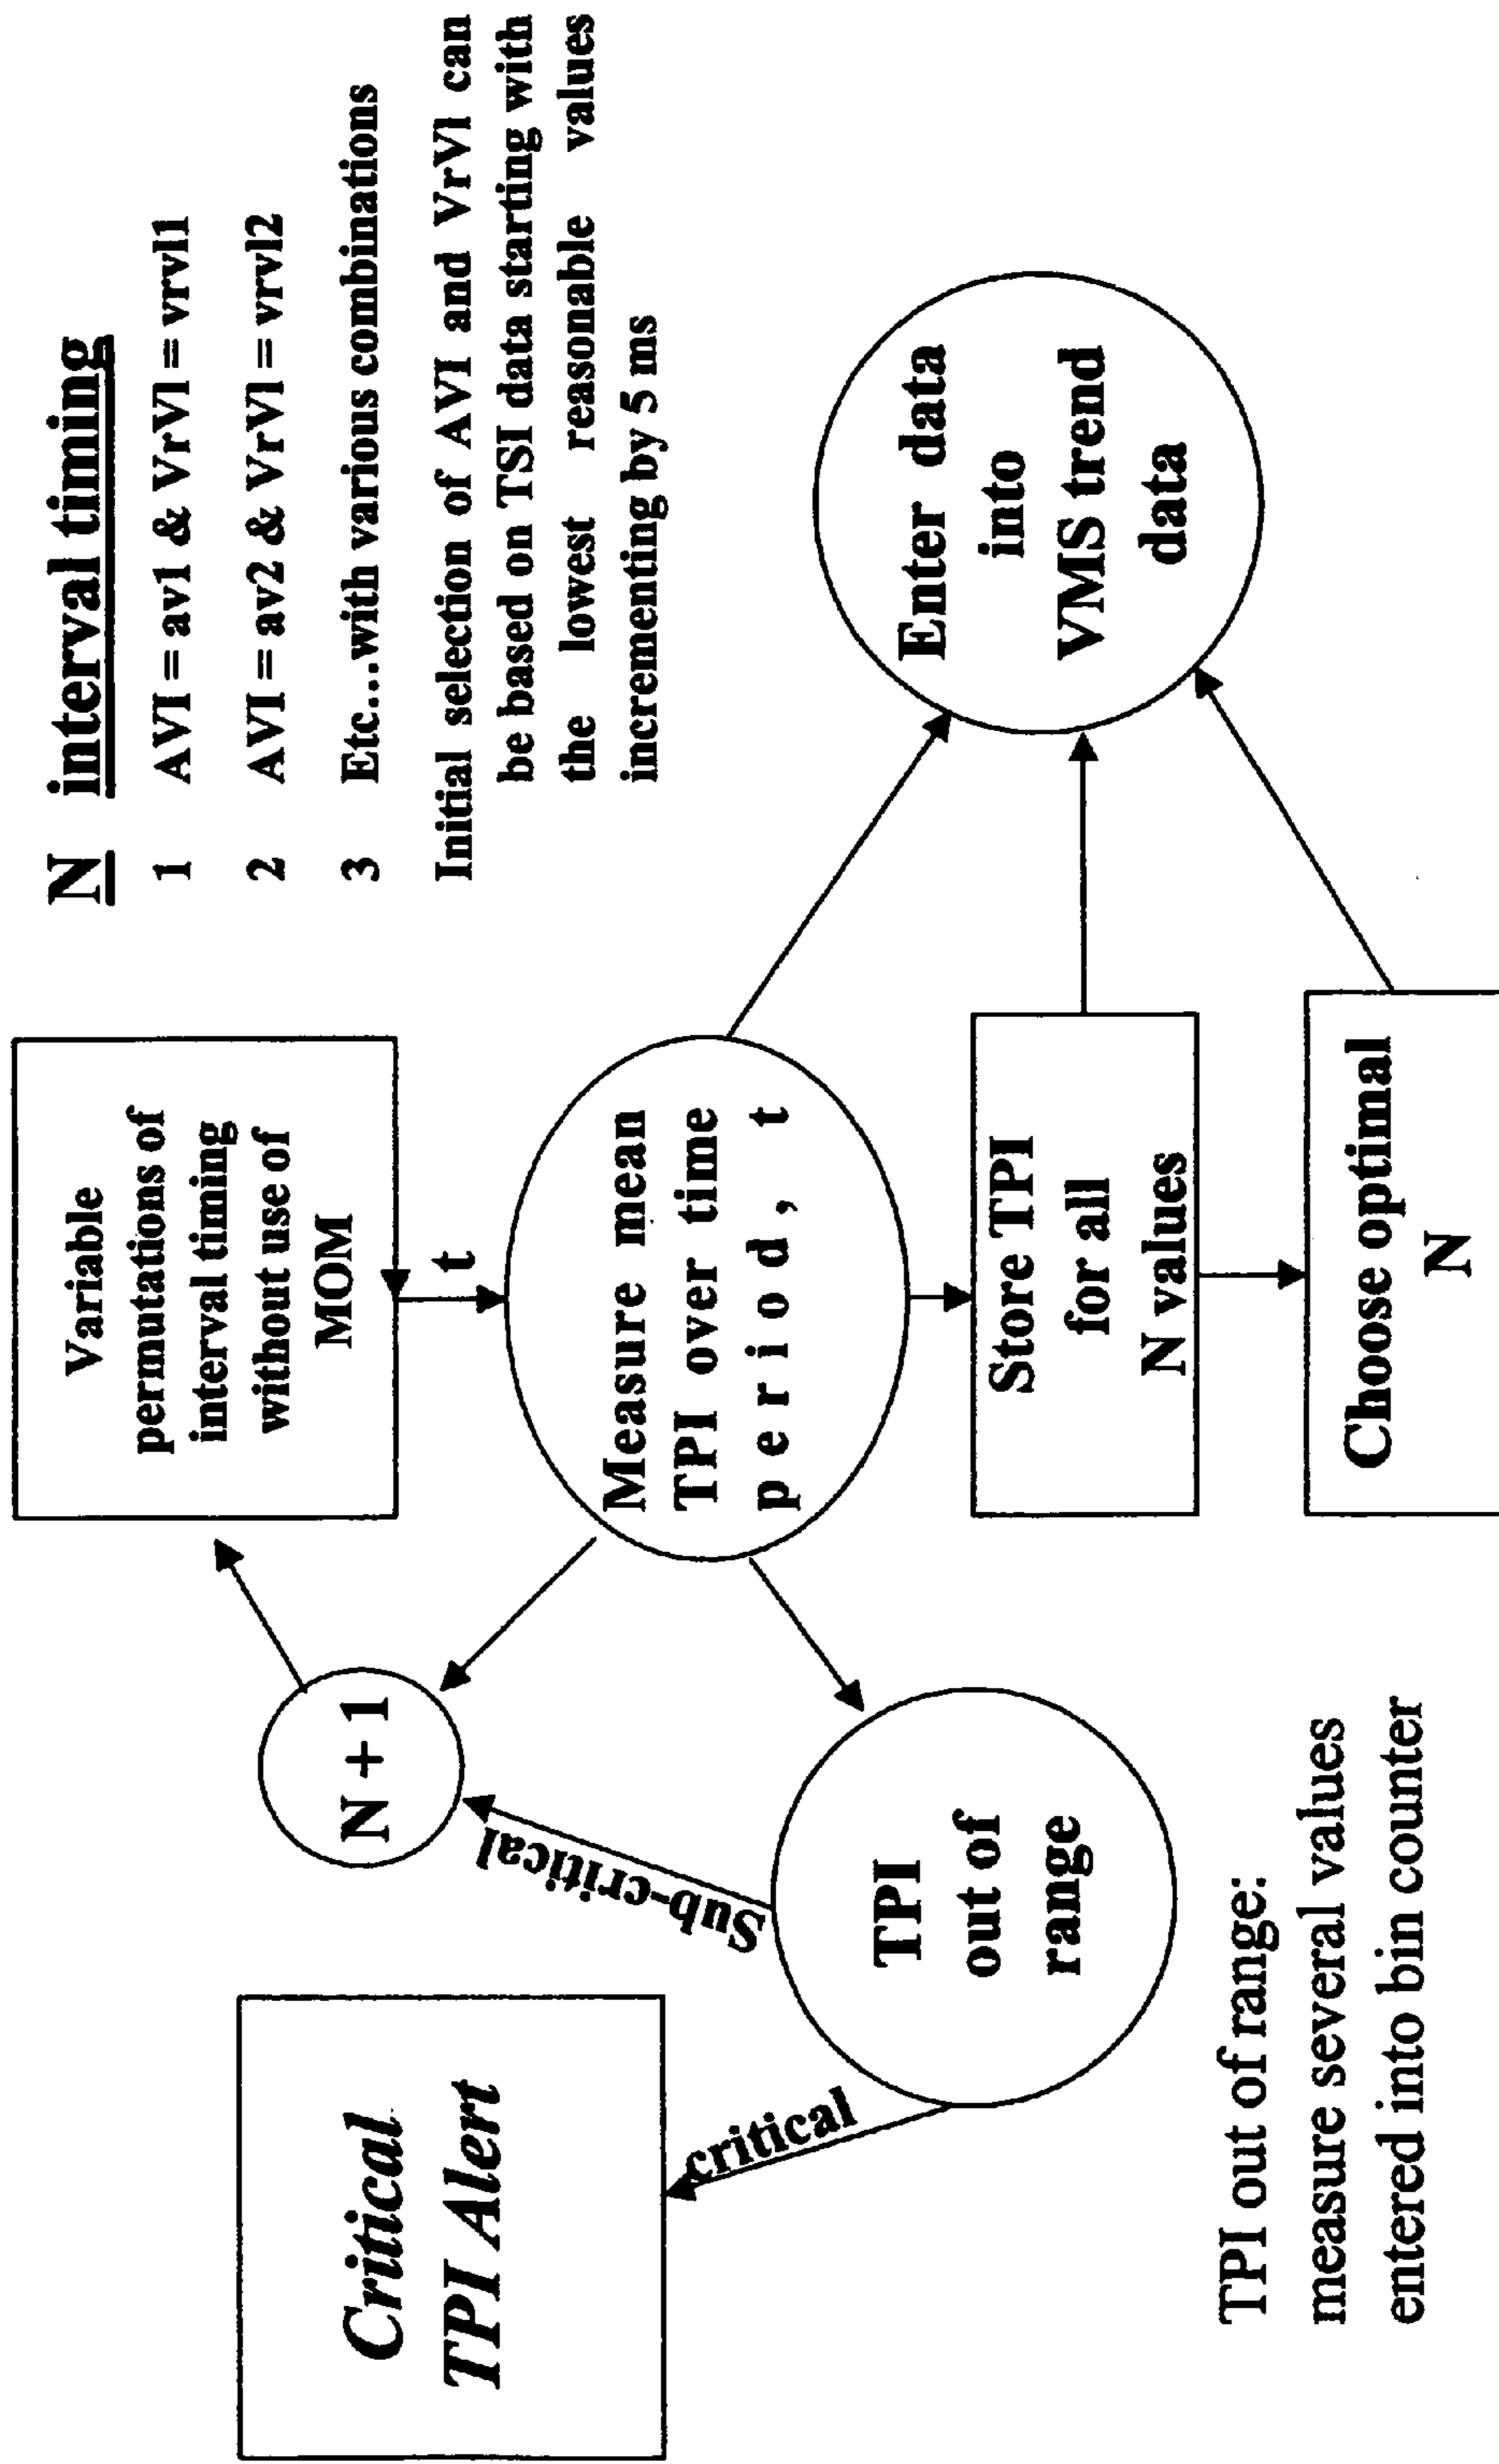 Variable
permutations of
interval timing
without use of
MOM
N interval timing
1 AVI = av1 & VrVl = vrvl1
2 AVI = av2 & VrVl = vrvl2
3 Etc...with various combinations
Initial selection of AVI and VrVl can
be based on TSI data starting with
the lowest reasonable values
incrementing by 5 ms
t
N + 1
Critical
TPI Alert
Sub-critical
critical
Measure mean
TPI over time
period, t
TPI
out of
range
Store TPI
for all
N values
Enter data
into
VMS trend
data
Choose optimal
N
TPI out of range:
measure several values
entered into bin counter